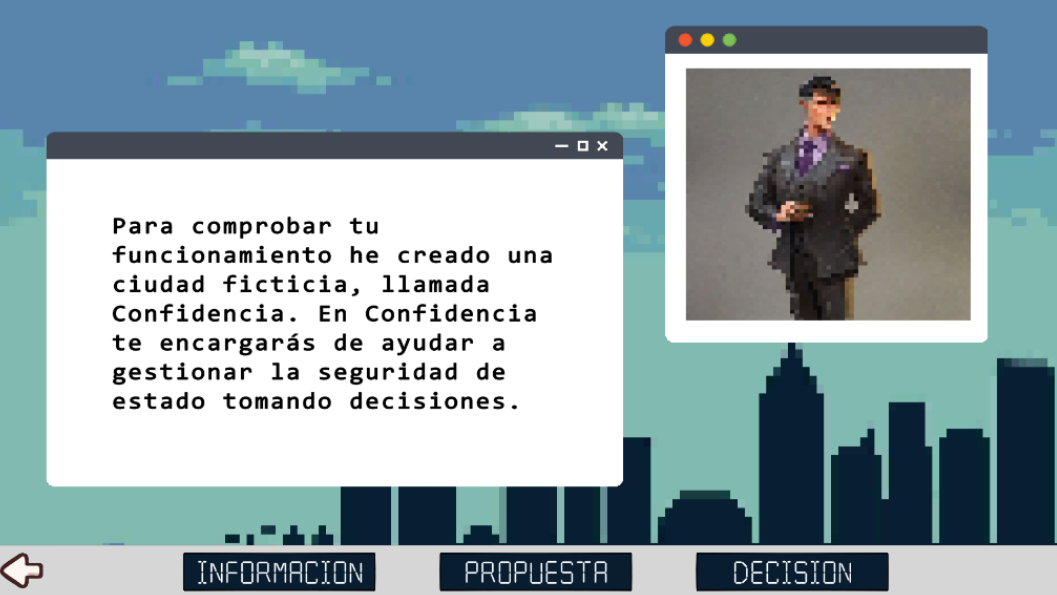 Para comprobar tu
funcionamiento he creado una
ciudad ficticia, llamada
Confidencia. En Confidencia
te encargarás de ayudar a
gestionar la seguridad de
estado tomando decisiones.
INFORMACION
PROPUESTA
DECISION